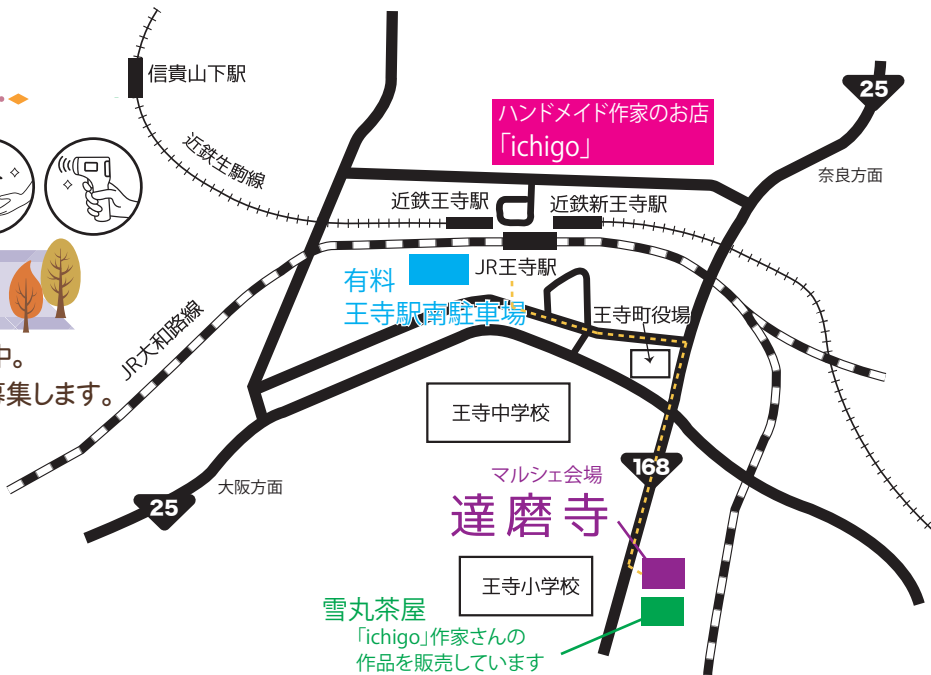 信貴山下駅
25
ハンドメイド作家のお店
「ichigo」
近鉄生駒線
奈良方面
近鉄王寺駅
近鉄新王寺駅
JR王寺駅
有料
王寺駅南駐車場
王寺町役場
JR大和路線
中。
募集します。
王寺中学校
168
マルシェ会場
達磨寺
大阪方面
25
王寺小学校
雪丸茶屋
「ichigo」作家さんの
作品を販売しています